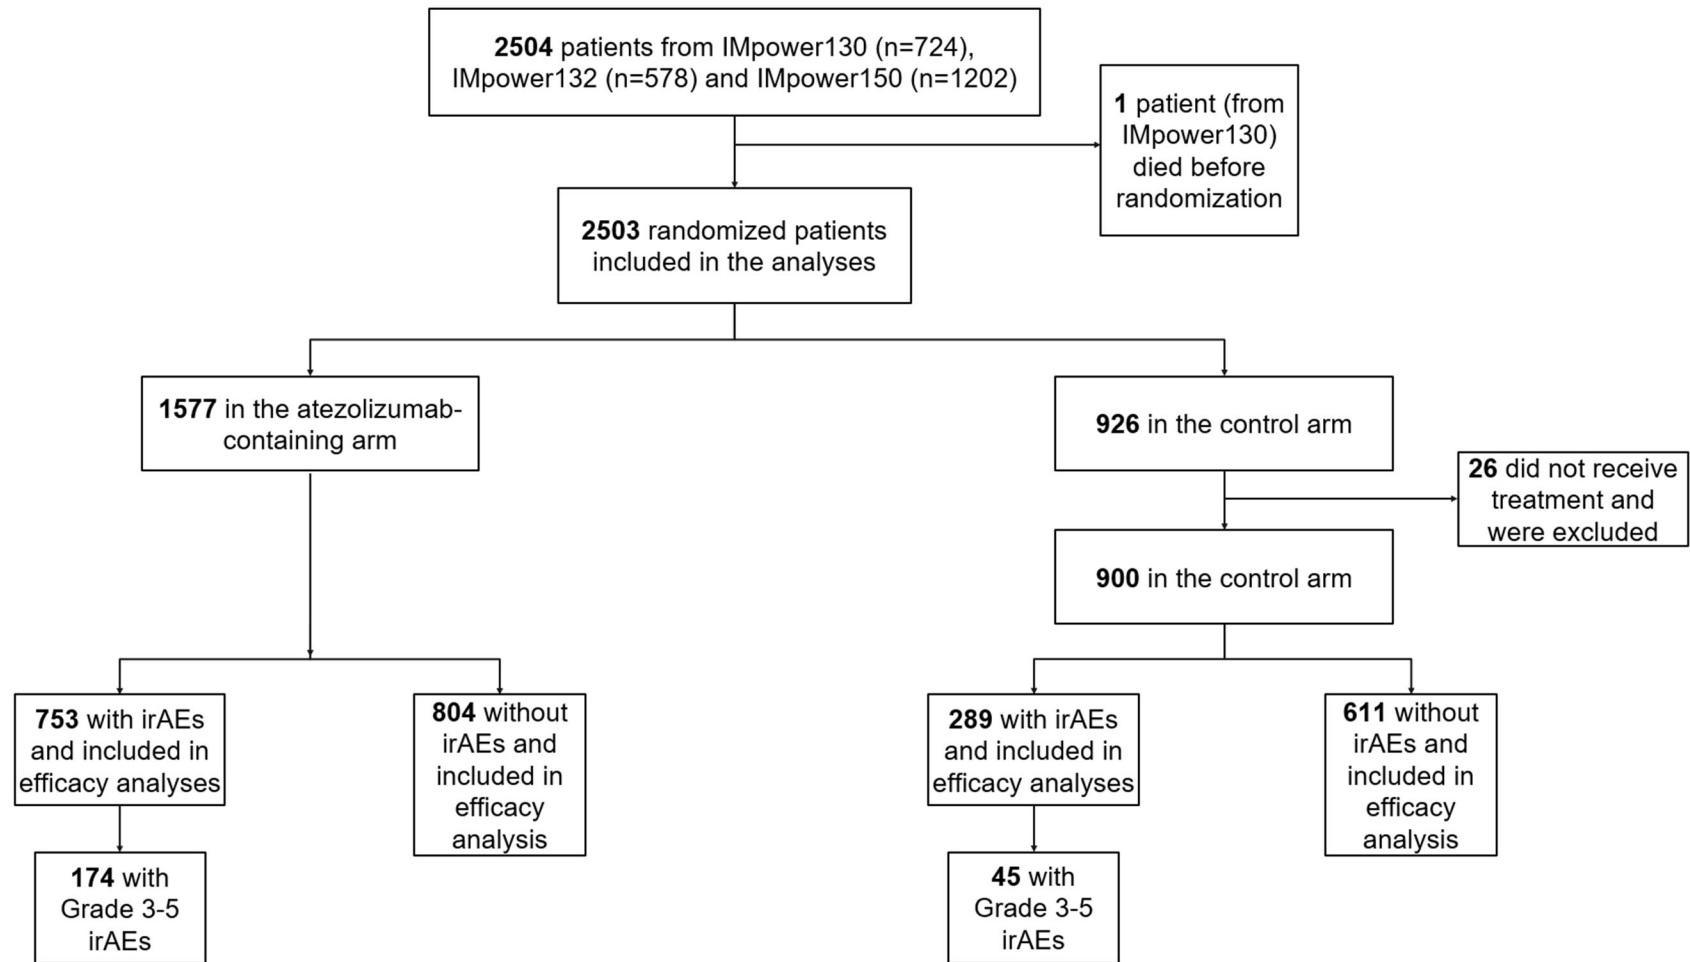 2504 patients from IMpower130 (n=724),
IMpower132 (n=578) and IMpower150 (n=1202)
1 patient (from
IMpower130)
died before
randomization
2503 randomized patients
included in the analyses
1577 in the atezolizumab-
containing arm
926 in the control arm
26 did not receive
treatment and
were excluded
900 in the control arm
753 with irAEs
and included in
efficacy analyses
804 without
irAEs and
included in
efficacy
analysis
289 with irAEs
and included in
efficacy analyses
611 without
irAEs and
included in
efficacy
analysis
174 with
Grade 3-5
irAEs
45 with
Grade 3-5
irAEs